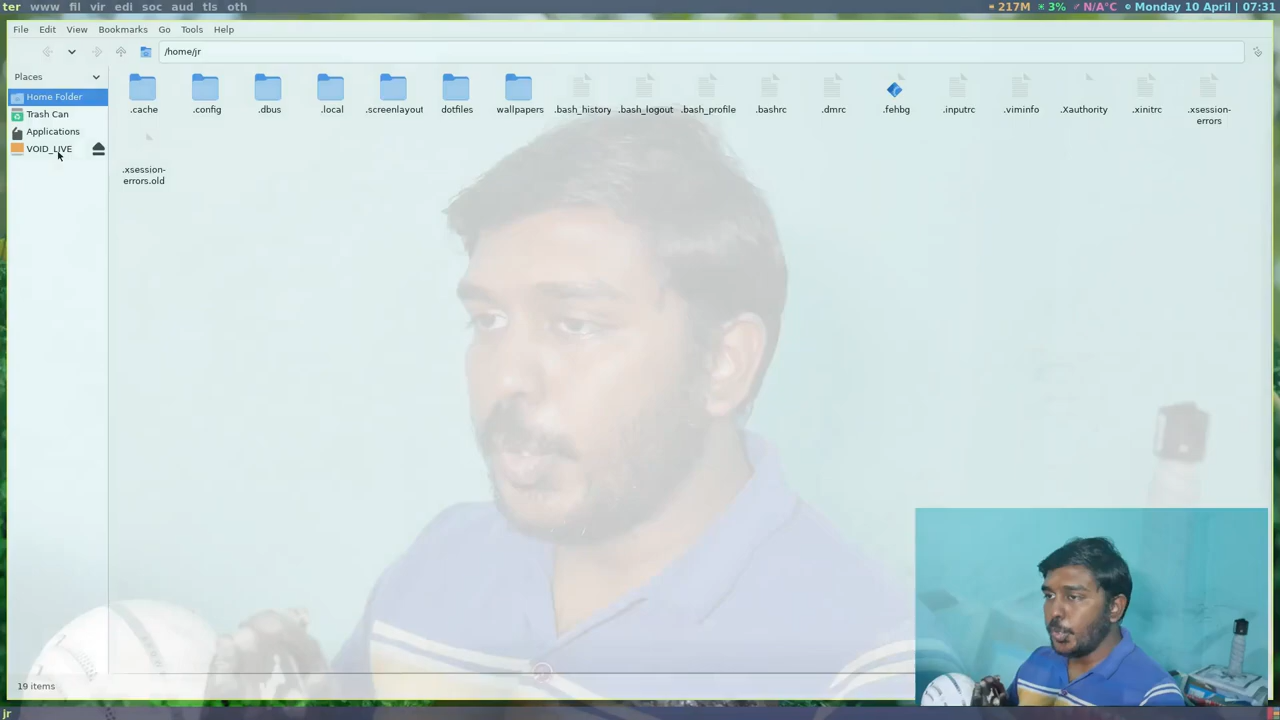 ter www fil vir edi soc aud tls oth 217M 3% N/A°C Monday 10 April | 07:31
File Edit View Bookmarks Go Tools Help
/home/jr
Places
Home Folder
Trash Can
Applications
VOID_LIVE
.cache .config .dbus .local .screenlayout dotfiles wallpapers .bash_history .bash_logout .bash_profile .bashrc .dmrc .fehbg .inputrc .viminfo .Xauthority .xinitrc .xsession-
errors
.xsession-
errors.old
19 items
jr